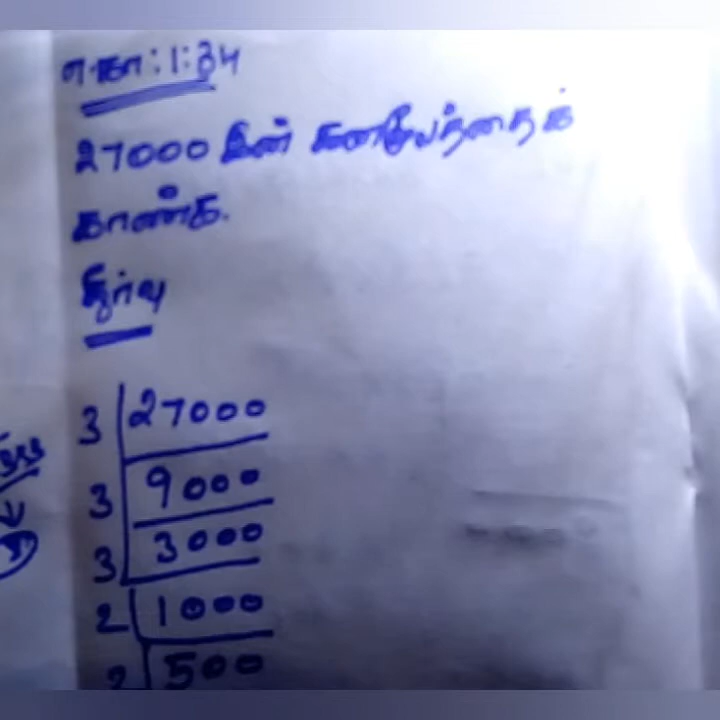 எ.கா : 1:34
27000 இன் கனமூலத்தைக்
காண்க.
தீர்வு
3 27000
3 9000
3 3000
2 1000
2 500